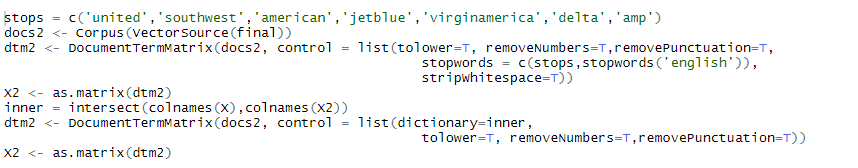 stops = c('united','southwest','american','jetblue','virginamerica','delta','amp')
docs2 <- Corpus(VectorSource(final))
dtm2 <- DocumentTermMatrix(docs2, control = list(tolower=T, removeNumbers=T,removePunctuation=T,
stopwords = c(stops,stopwords('english')),
stripWhitespace=T))
X2 <- as.matrix(dtm2)
inner = intersect(colnames(X),colnames(X2))
dtm2 <- DocumentTermMatrix(docs2, control = list(dictionary=inner,
tolower=T, removeNumbers=T,removePunctuation=T))
X2 <- as.matrix(dtm2)